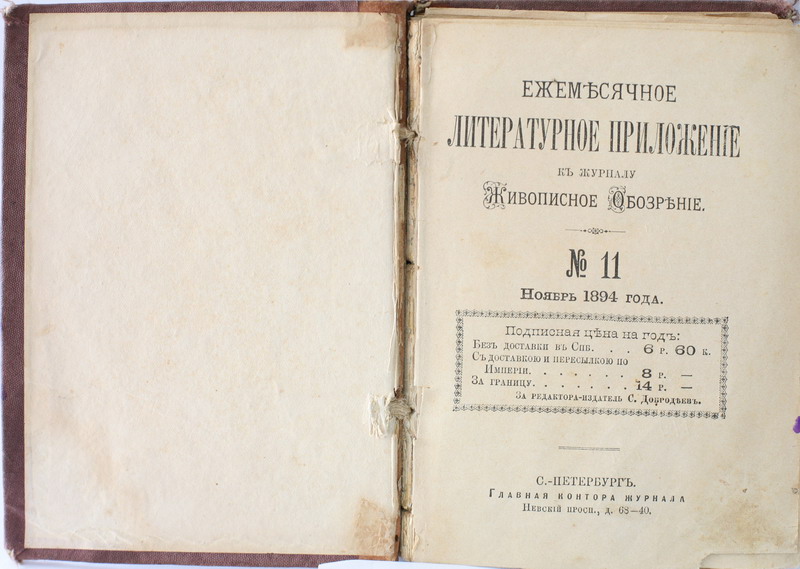 ЕЖЕМѢСЯЧНОЕ
ЛИТЕРАТУРНОЕ ПРИЛОЖЕНІЕ
КЪ ЖУРНАЛУ
ЖИВОПИСНОЕ ОБОЗРѢНІЕ.
№ 11
Ноябрь 1894 года.
Подписная цѣна на годъ:
Безъ доставки въ Спб. . . 6 р. 60 к.
Съ доставкою и пересылкою по
Имперіи. . . . . . . 8 р. —
За границу. . . . . . . 14 р. —
За редактора-издатель С. Добродѣевъ.
С.-ПЕТЕРБУРГЪ.
Главная контора журнала
Невскій просп., д. 68—40.